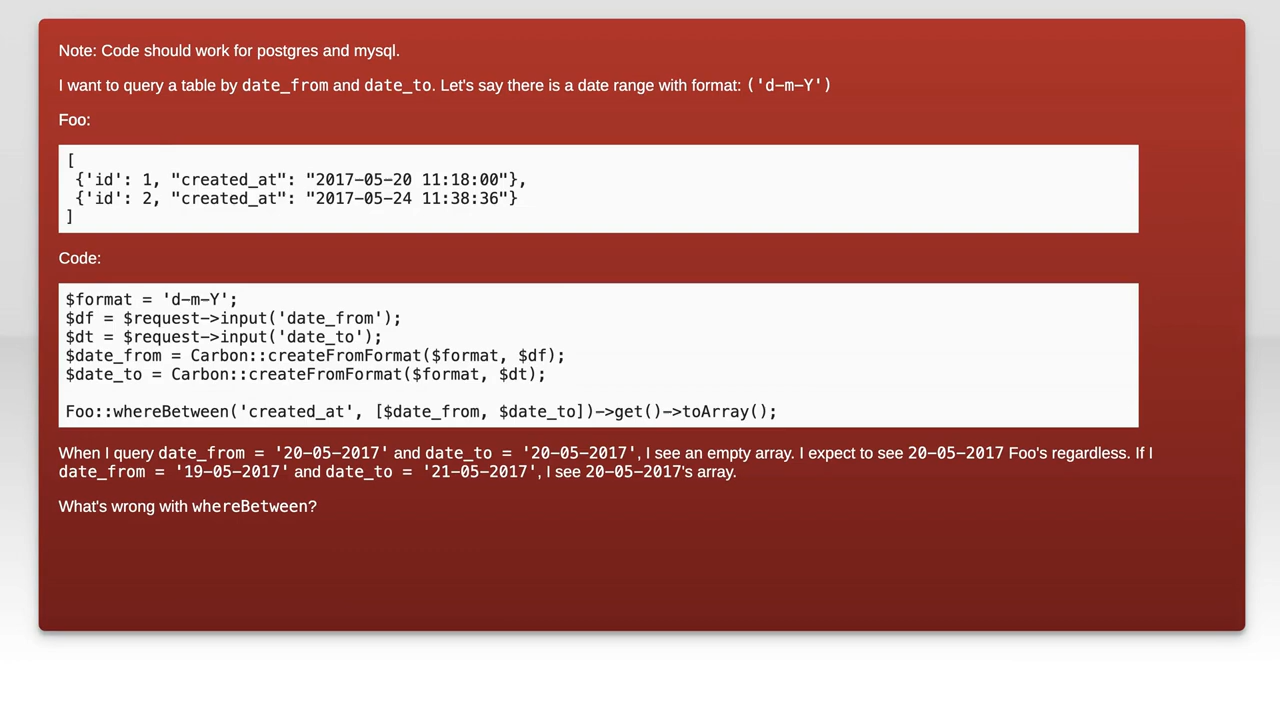 Note: Code should work for postgres and mysql.
I want to query a table by date_from and date_to. Let's say there is a date range with format: ('d-m-Y')
Foo:
[
{'id': 1, "created_at": "2017-05-20 11:18:00"},
{'id': 2, "created_at": "2017-05-24 11:38:36"}
]
Code:
$format = 'd-m-Y';
$df = $request->input('date_from');
$dt = $request->input('date_to');
$date_from = Carbon::createFromFormat($format, $df);
$date_to = Carbon::createFromFormat($format, $dt);
Foo::whereBetween('created_at', [$date_from, $date_to])->get()->toArray();
When I query date_from = '20-05-2017' and date_to = '20-05-2017', I see an empty array. I expect to see 20-05-2017 Foo's regardless. If I
date_from = '19-05-2017' and date_to = '21-05-2017', I see 20-05-2017's array.
What's wrong with whereBetween?